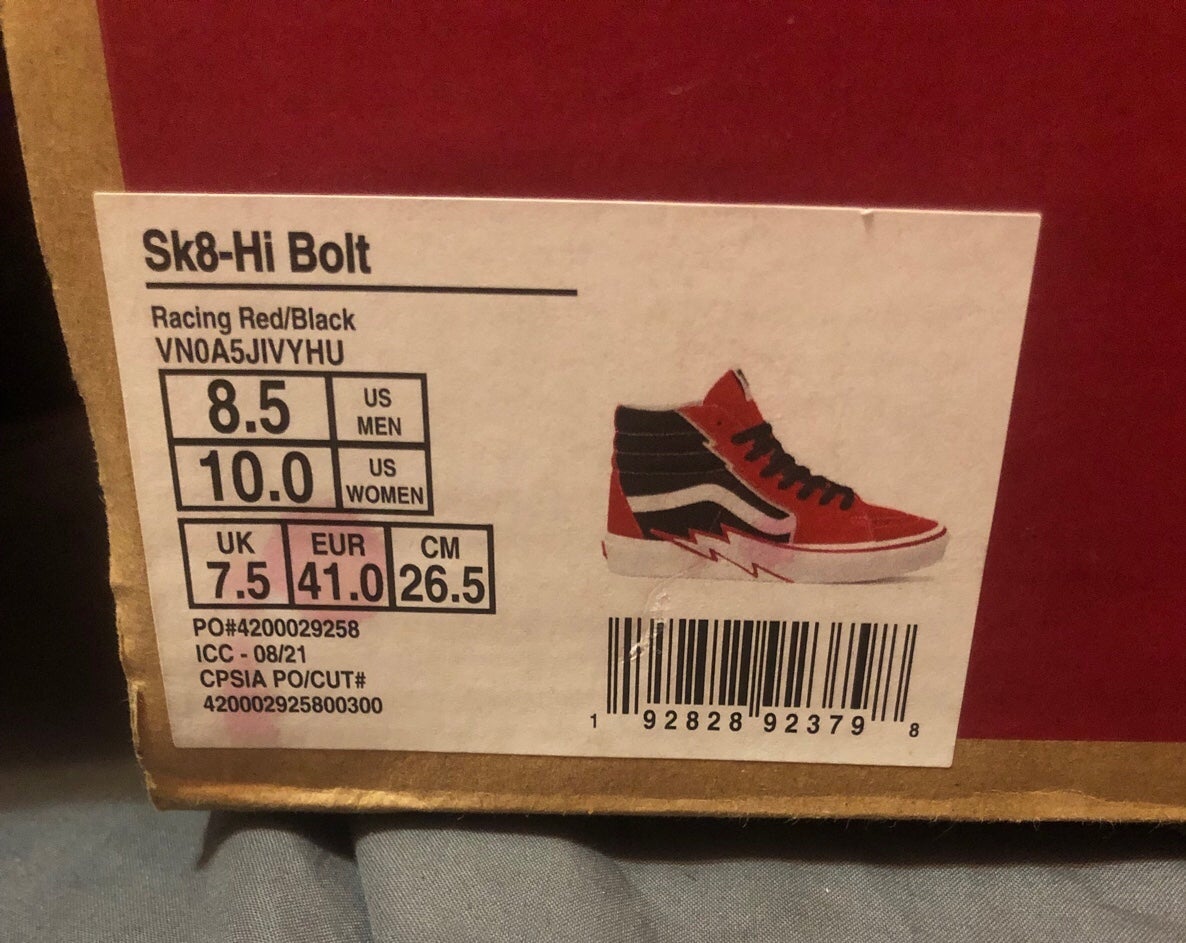 Sk8-Hi Bolt
Racing Red/Black
VN0A5JIVYHU
8.5 US MEN
10.0 US WOMEN
UK EUR CM
7.5 41.0 26.5
PO#4200029258
ICC - 08/21
CPSIA PO/CUT#
420002925800300
1 92828 92379 8